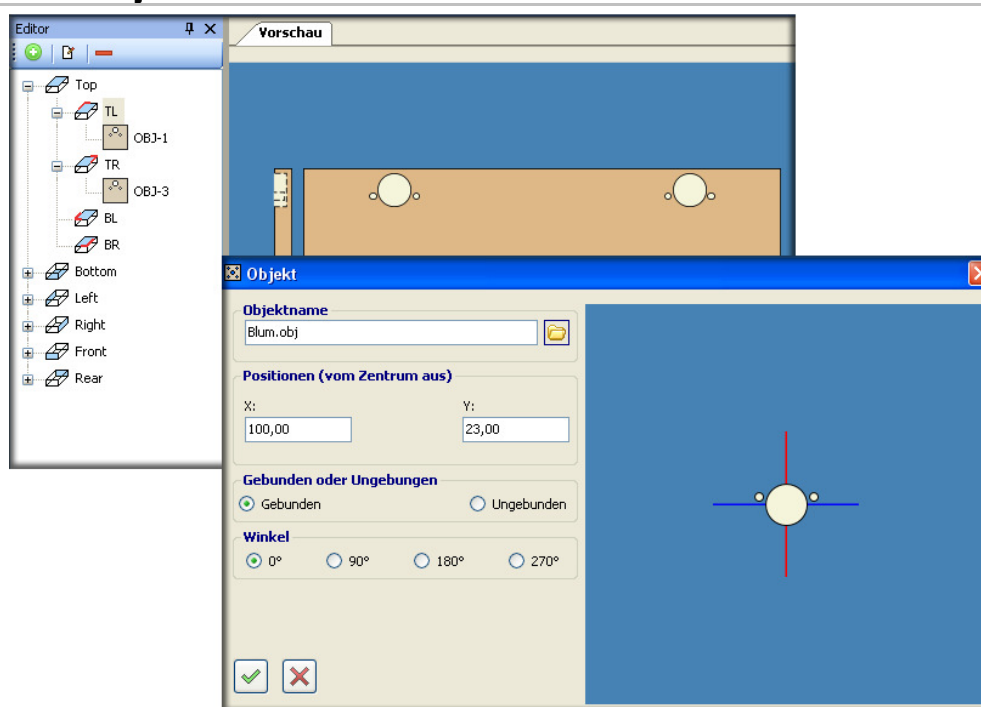 Editor
Vorschau
Top
TL
OBJ-1
TR
OBJ-3
BL
BR
Bottom
Left
Right
Front
Rear
Objekt
Objektname
Blum.obj
Positionen (vom Zentrum aus)
X: Y:
100,00 23,00
Gebunden oder Ungebungen
Gebunden Ungebunden
Winkel
0° 90° 180° 270°